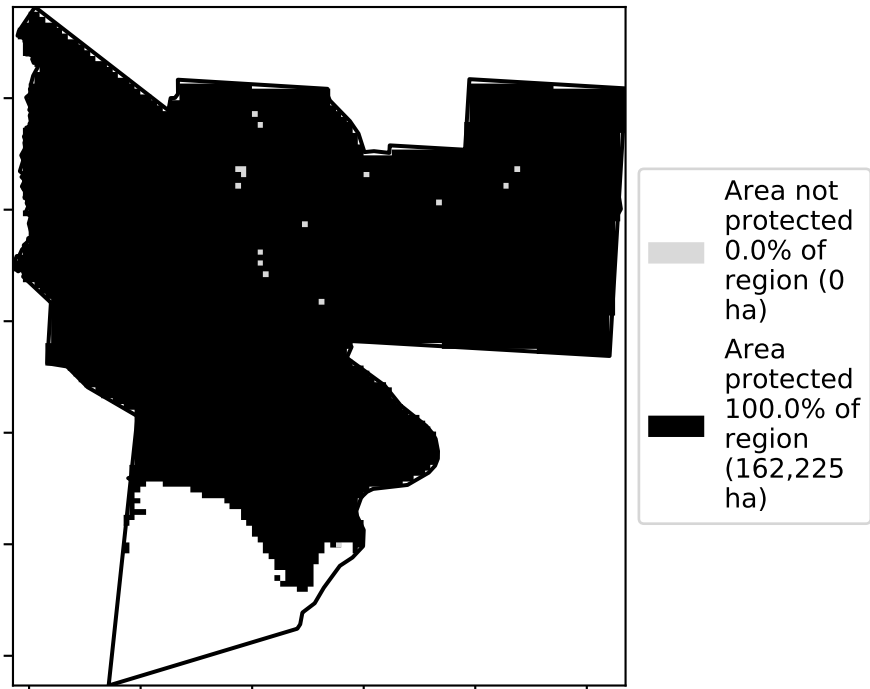 Area not
protected
0.0% of
region (0
ha)
Area
protected
100.0% of
region
(162,225
ha)